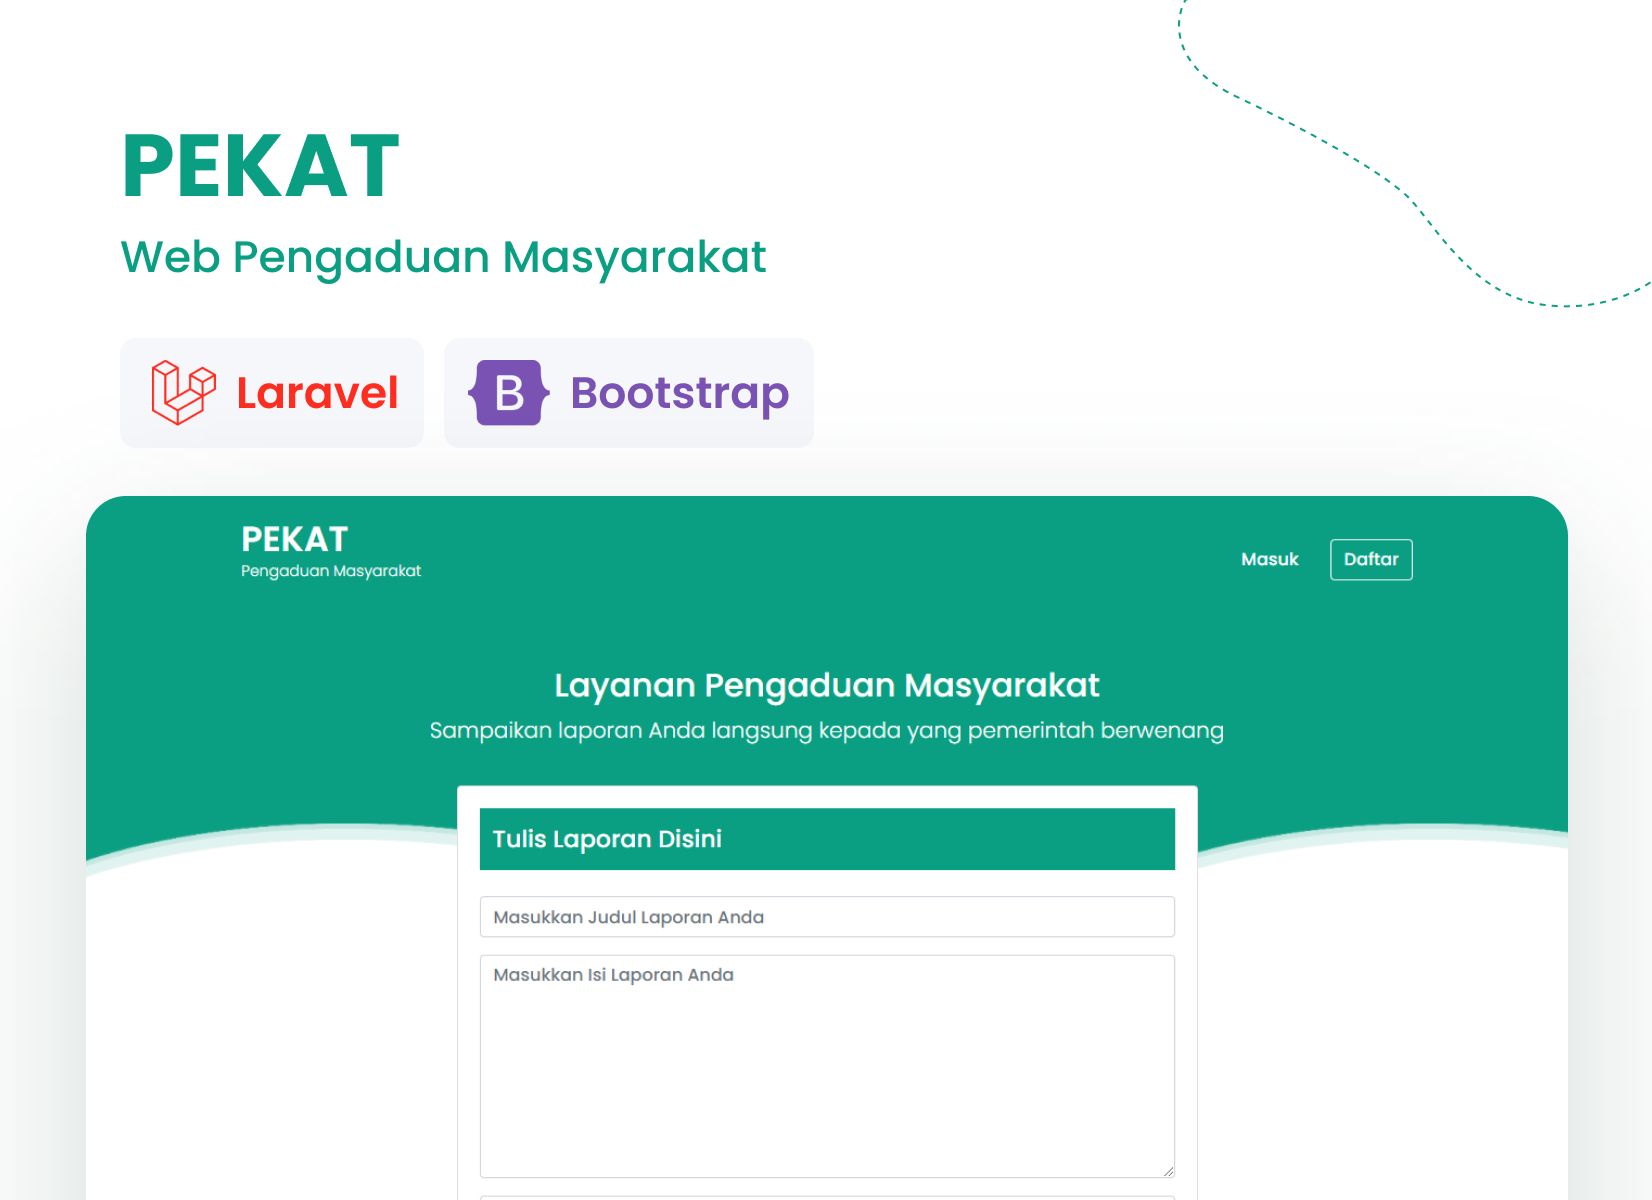 PEKAT
Web Pengaduan Masyarakat
Laravel
B Bootstrap
PEKAT
Pengaduan Masyarakat
Masuk Daftar
Layanan Pengaduan Masyarakat
Sampaikan laporan Anda langsung kepada yang pemerintah berwenang
Tulis Laporan Disini
Masukkan Judul Laporan Anda
Masukkan Isi Laporan Anda